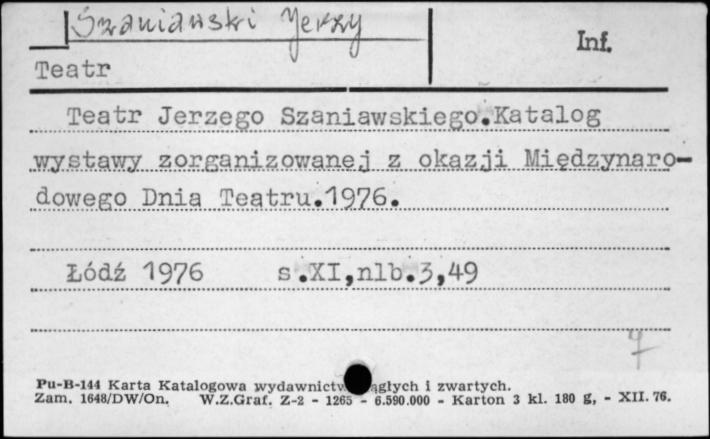 Szaniawski Jerzy
Inf.
Teatr
Teatr Jerzego Szaniawskiego.Katalog
wystawy zorganizowanej z okazji Międzynaro-
dowego Dnia Teatru.1976.
Łódź 1976 s.XI,nlb.3,49
7
Pu-B-144 Karta Katalogowa wydawnictw ągłych i zwartych.
Zam. 1648/DW/On. W.Z.Graf. Z-2 - 1265 - 6.590.000 - Karton 3 kl. 180 g, - XII. 76.